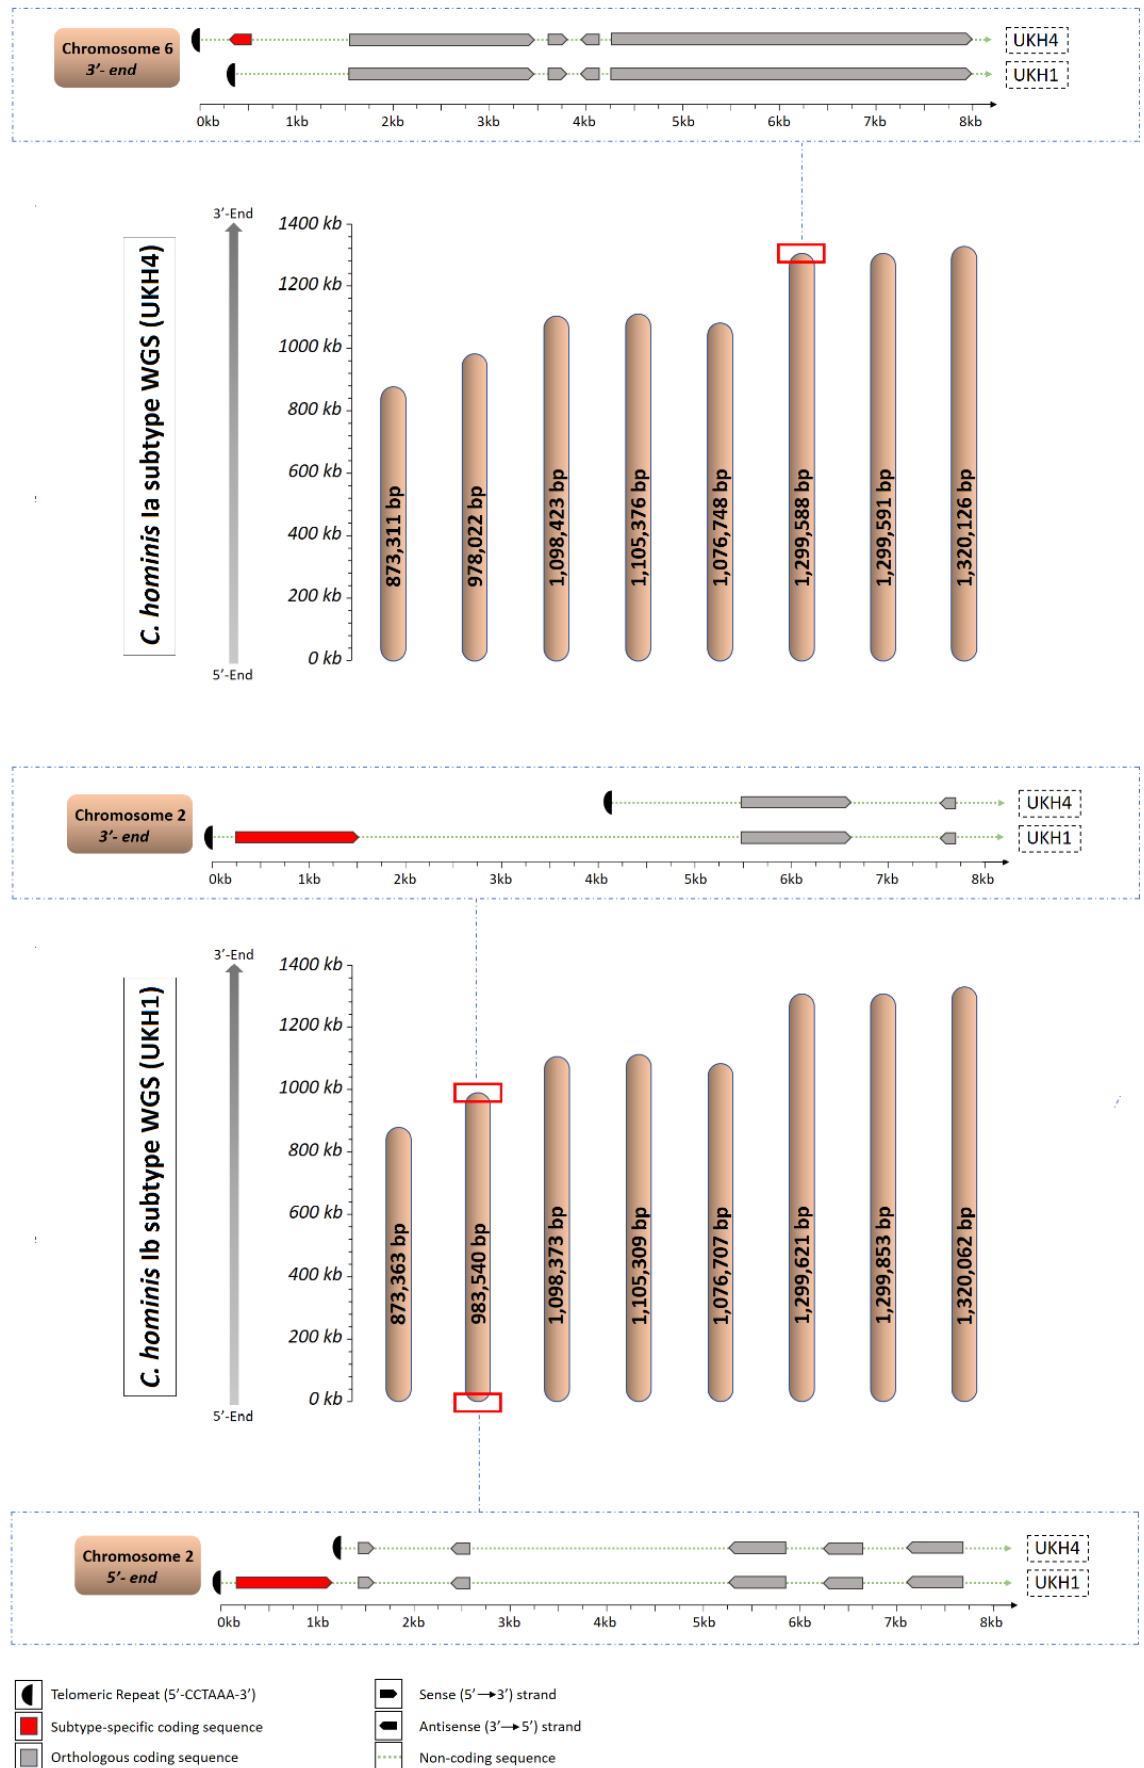 Chromosome 6
3’- end
UKH4
UKH1
0kb 1kb 2kb 3kb 4kb 5kb 6kb 7kb 8kb
C. hominis Ia subtype WGS (UKH4)
3’-End
5’-End
1400 kb
1200 kb
1000 kb
800 kb
600 kb
400 kb
200 kb
0 kb
873,311 bp
978,022 bp
1,098,423 bp
1,105,376 bp
1,076,748 bp
1,299,588 bp
1,299,591 bp
1,320,126 bp
Chromosome 2
3’- end
UKH4
UKH1
0kb 1kb 2kb 3kb 4kb 5kb 6kb 7kb 8kb
C. hominis Ib subtype WGS (UKH1)
3’-End
5’-End
1400 kb
1200 kb
1000 kb
800 kb
600 kb
400 kb
200 kb
0 kb
873,363 bp
983,540 bp
1,098,373 bp
1,105,309 bp
1,076,707 bp
1,299,621 bp
1,299,853 bp
1,320,062 bp
Chromosome 2
5’- end
UKH4
UKH1
0kb 1kb 2kb 3kb 4kb 5kb 6kb 7kb 8kb
Telomeric Repeat (5’-CCTAAA-3’)
Subtype-specific coding sequence
Orthologous coding sequence
Sense (5’→3’) strand
Antisense (3’→5’) strand
Non-coding sequence